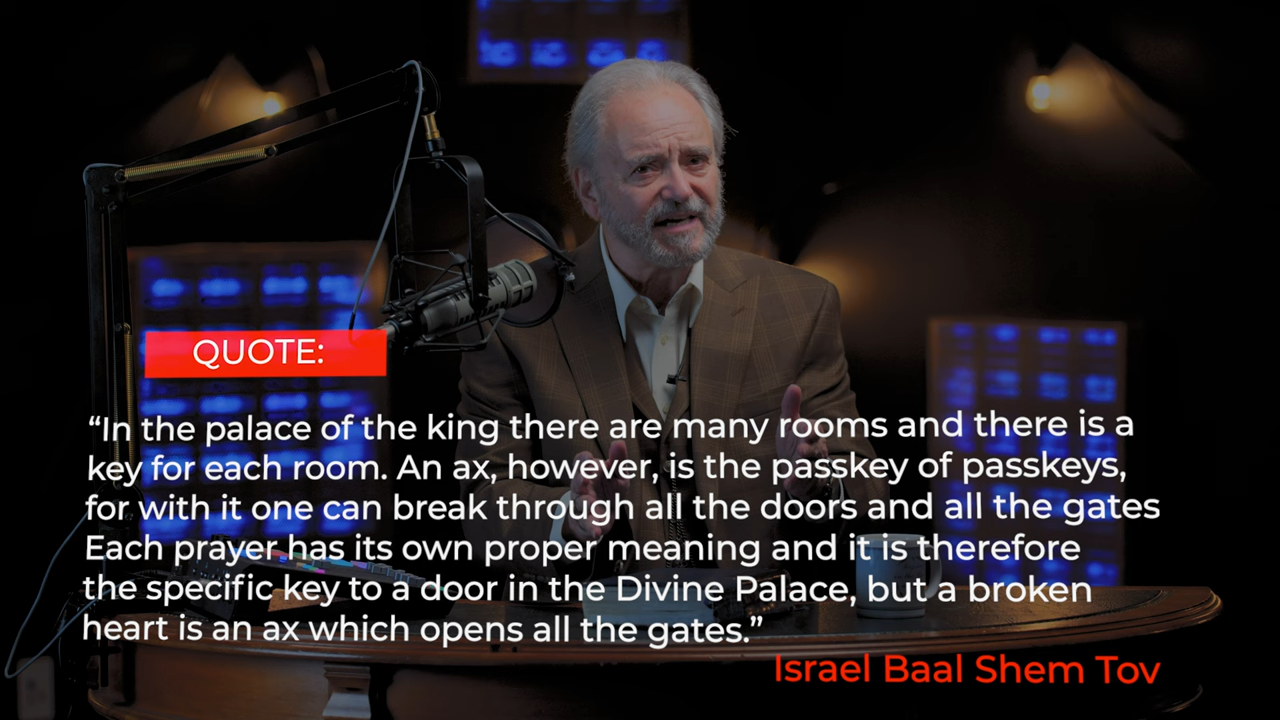 QUOTE:
“In the palace of the king there are many rooms and there is a
key for each room. An ax, however, is the passkey of passkeys,
for with it one can break through all the doors and all the gates
Each prayer has its own proper meaning and it is therefore
the specific key to a door in the Divine Palace, but a broken
heart is an ax which opens all the gates.”
Israel Baal Shem Tov